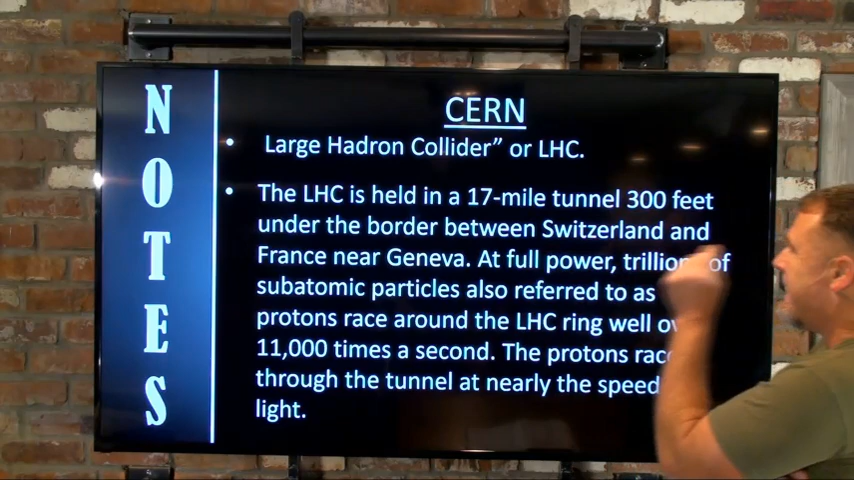 NOTES
CERN
• Large Hadron Collider” or LHC.
• The LHC is held in a 17-mile tunnel 300 feet
under the border between Switzerland and
France near Geneva. At full power, of
subatomic particles also referred to as
protons race around the LHC ring well
11,000 times a second. The protons
through the tunnel at nearly the speed
light.